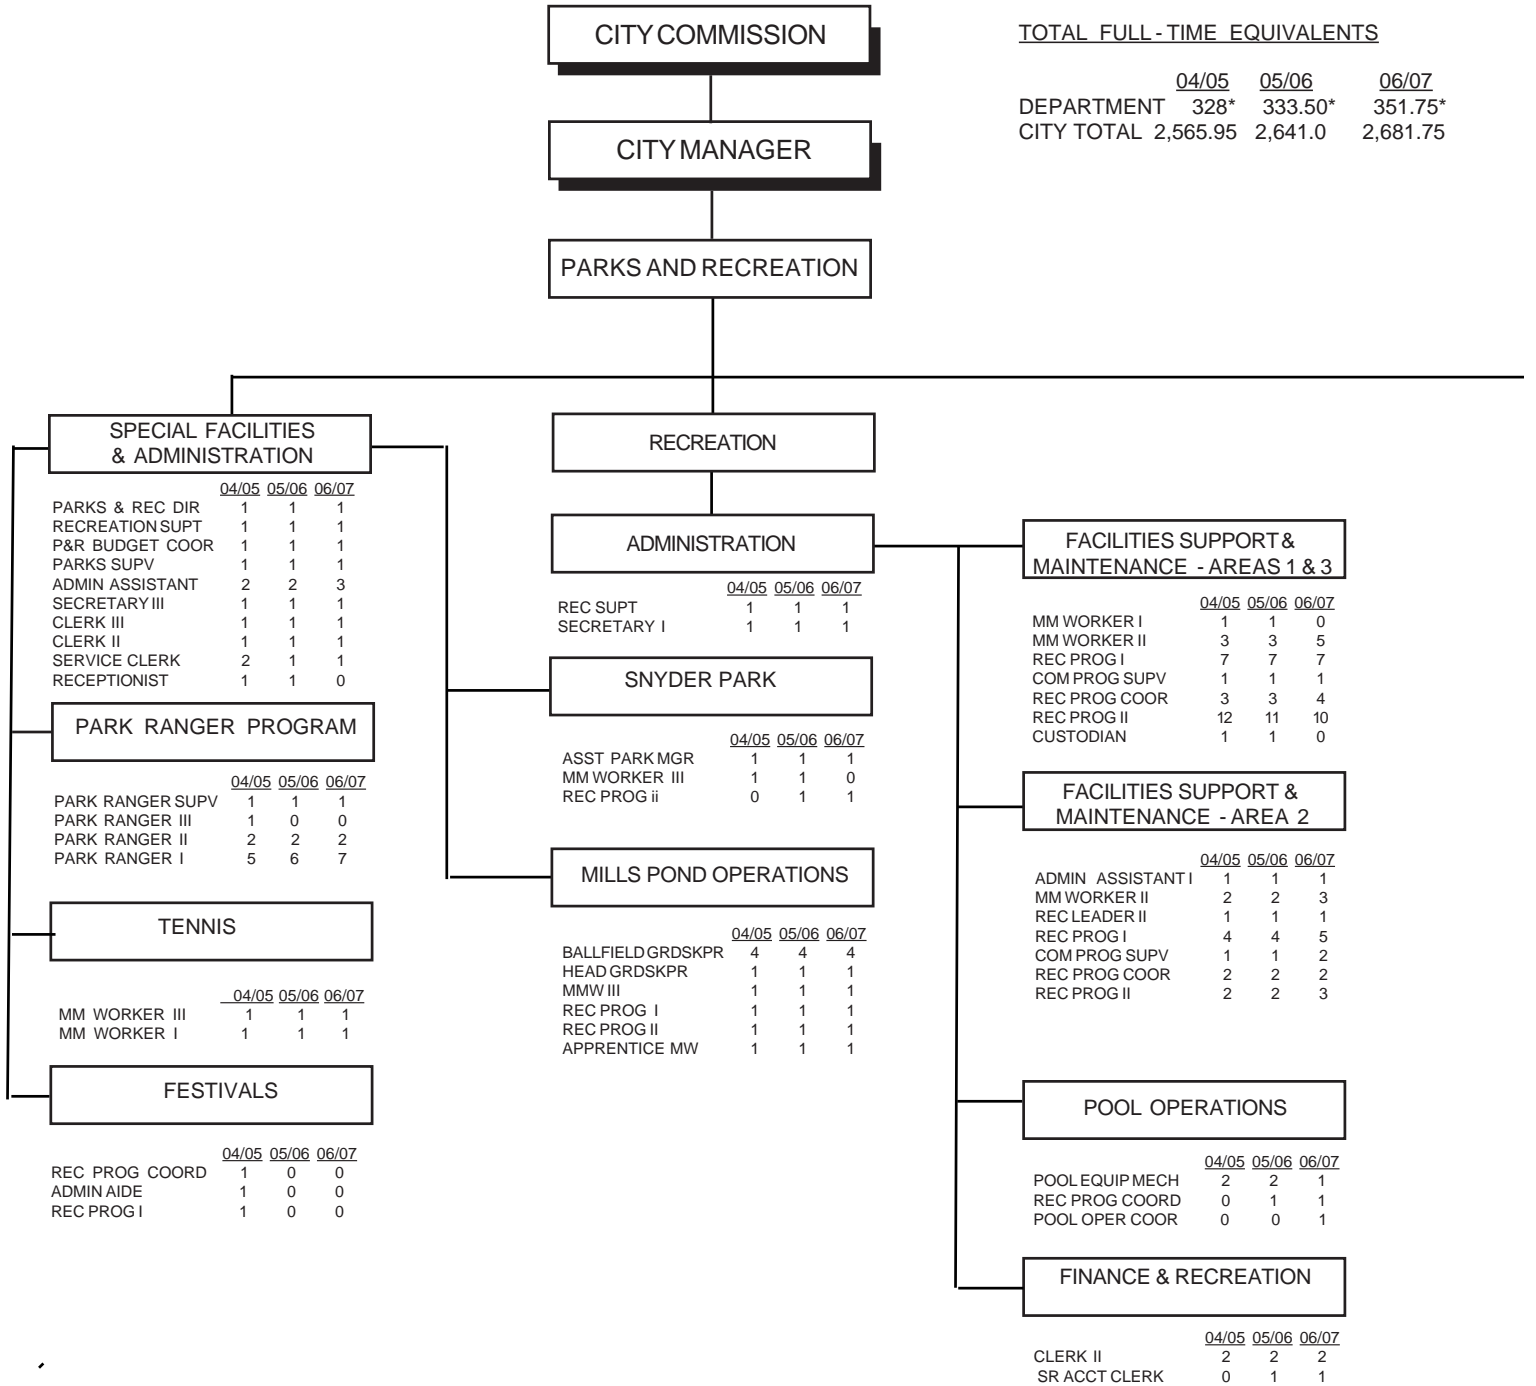 CITY COMMISSION
CITY MANAGER
PARKS AND RECREATION
TOTAL FULL - TIME EQUIVALENTS
04/05 05/06 06/07
DEPARTMENT 328* 333.50* 351.75*
CITY TOTAL 2,565.95 2,641.0 2,681.75
SPECIAL FACILITIES
& ADMINISTRATION
04/05 05/06 06/07
PARKS & REC DIR 1 1 1
RECREATION SUPT 1 1 1
P&R BUDGET COOR 1 1 1
PARKS SUPV 1 1 1
ADMIN ASSISTANT 2 2 3
SECRETARY III 1 1 1
CLERK III 1 1 1
CLERK II 1 1 1
SERVICE CLERK 2 1 1
RECEPTIONIST 1 1 0
PARK RANGER PROGRAM
04/05 05/06 06/07
PARK RANGER SUPV 1 1 1
PARK RANGER III 1 0 0
PARK RANGER II 2 2 2
PARK RANGER I 5 6 7
TENNIS
04/05 05/06 06/07
MM WORKER III 1 1 1
MM WORKER I 1 1 1
FESTIVALS
04/05 05/06 06/07
REC PROG COORD 1 0 0
ADMIN AIDE 1 0 0
REC PROG I 1 0 0
RECREATION
ADMINISTRATION
04/05 05/06 06/07
REC SUPT 1 1 1
SECRETARY I 1 1 1
SNYDER PARK
04/05 05/06 06/07
ASST PARK MGR 1 1 1
MM WORKER III 1 1 0
REC PROG ii 0 1 1
MILLS POND OPERATIONS
04/05 05/06 06/07
BALLFIELD GRDSKPR 4 4 4
HEAD GRDSKPR 1 1 1
MMW III 1 1 1
REC PROG I 1 1 1
REC PROG II 1 1 1
APPRENTICE MW 1 1 1
FACILITIES SUPPORT &
MAINTENANCE - AREAS 1 & 3
04/05 05/06 06/07
MM WORKER I 1 1 0
MM WORKER II 3 3 5
REC PROG I 7 7 7
COM PROG SUPV 1 1 1
REC PROG COOR 3 3 4
REC PROG II 12 11 10
CUSTODIAN 1 1 0
FACILITIES SUPPORT &
MAINTENANCE - AREA 2
04/05 05/06 06/07
ADMIN ASSISTANT I 1 1 1
MM WORKER II 2 2 3
REC LEADER II 1 1 1
REC PROG I 4 4 5
COM PROG SUPV 1 1 2
REC PROG COOR 2 2 2
REC PROG II 2 2 3
POOL OPERATIONS
04/05 05/06 06/07
POOL EQUIP MECH 2 2 1
REC PROG COORD 0 1 1
POOL OPER COOR 0 0 1
FINANCE & RECREATION
04/05 05/06 06/07
CLERK II 2 2 2
SR ACCT CLERK 0 1 1